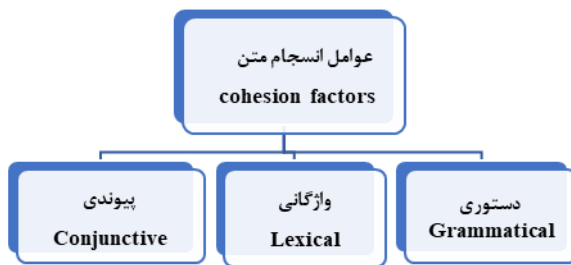 عوامل انسجام متن
cohesion factors
دستوری
Grammatical
واژگانی
Lexical
پیوندی
Conjunctive